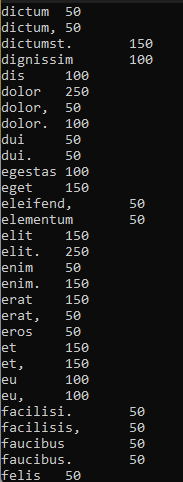 dictum 50
dictum, 50
dictumst. 150
dignissim 100
dis 100
dolor 250
dolor, 50
dolor. 100
dui 50
dui. 50
egestas 100
eget 150
eleifend, 50
elementum 50
elit 150
elit. 250
enim 50
enim. 150
erat 150
erat, 50
eros 50
et 150
et, 150
eu 100
eu, 100
facilisi. 50
facilisis, 50
faucibus 50
faucibus. 50
felis 50